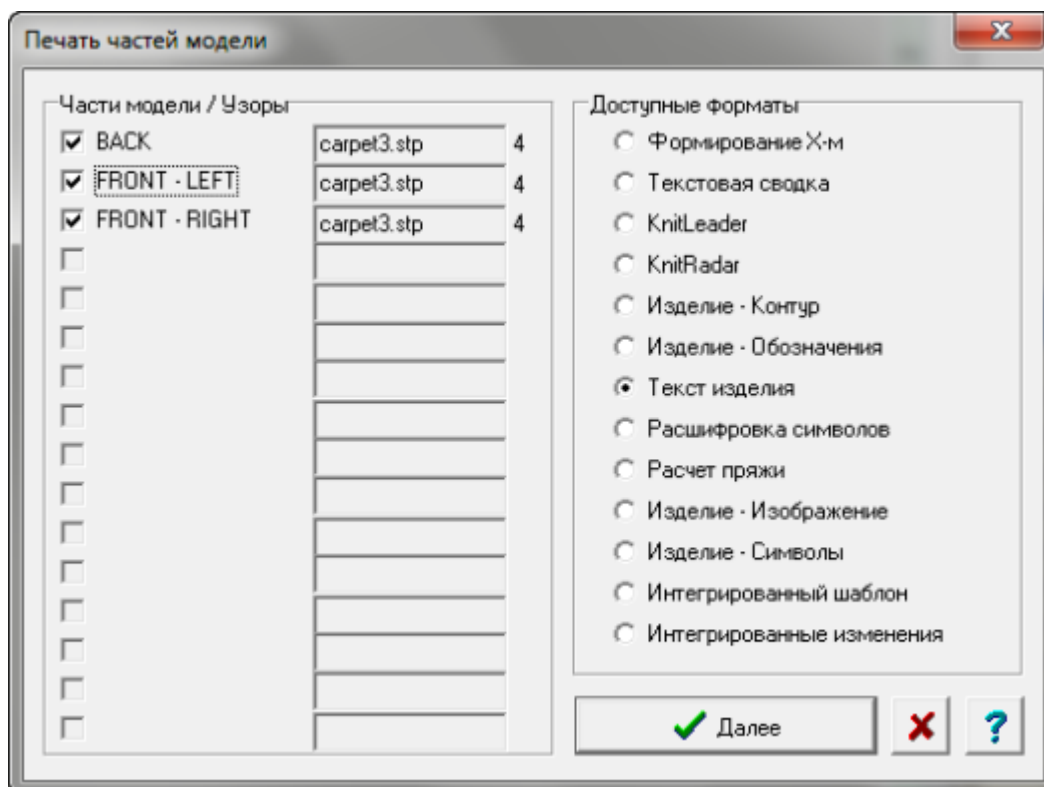 Печать частей модели
Части модели / Узоры
BACK carpet3.stp 4
FRONT - LEFT carpet3.stp 4
FRONT - RIGHT carpet3.stp 4
Доступные форматы
Формирование Х-м
Текстовая сводка
KnitLeader
KnitRadar
Изделие - Контур
Изделие - Обозначения
Текст изделия
Расшифровка символов
Расчет пряжи
Изделие - Изображение
Изделие - Символы
Интегрированный шаблон
Интегрированные изменения
Далее
?